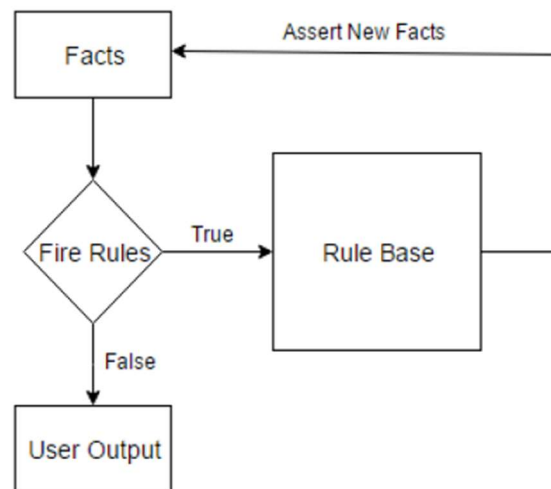 Assert New Facts
Facts
Fire Rules
True
Rule Base
False
User Output